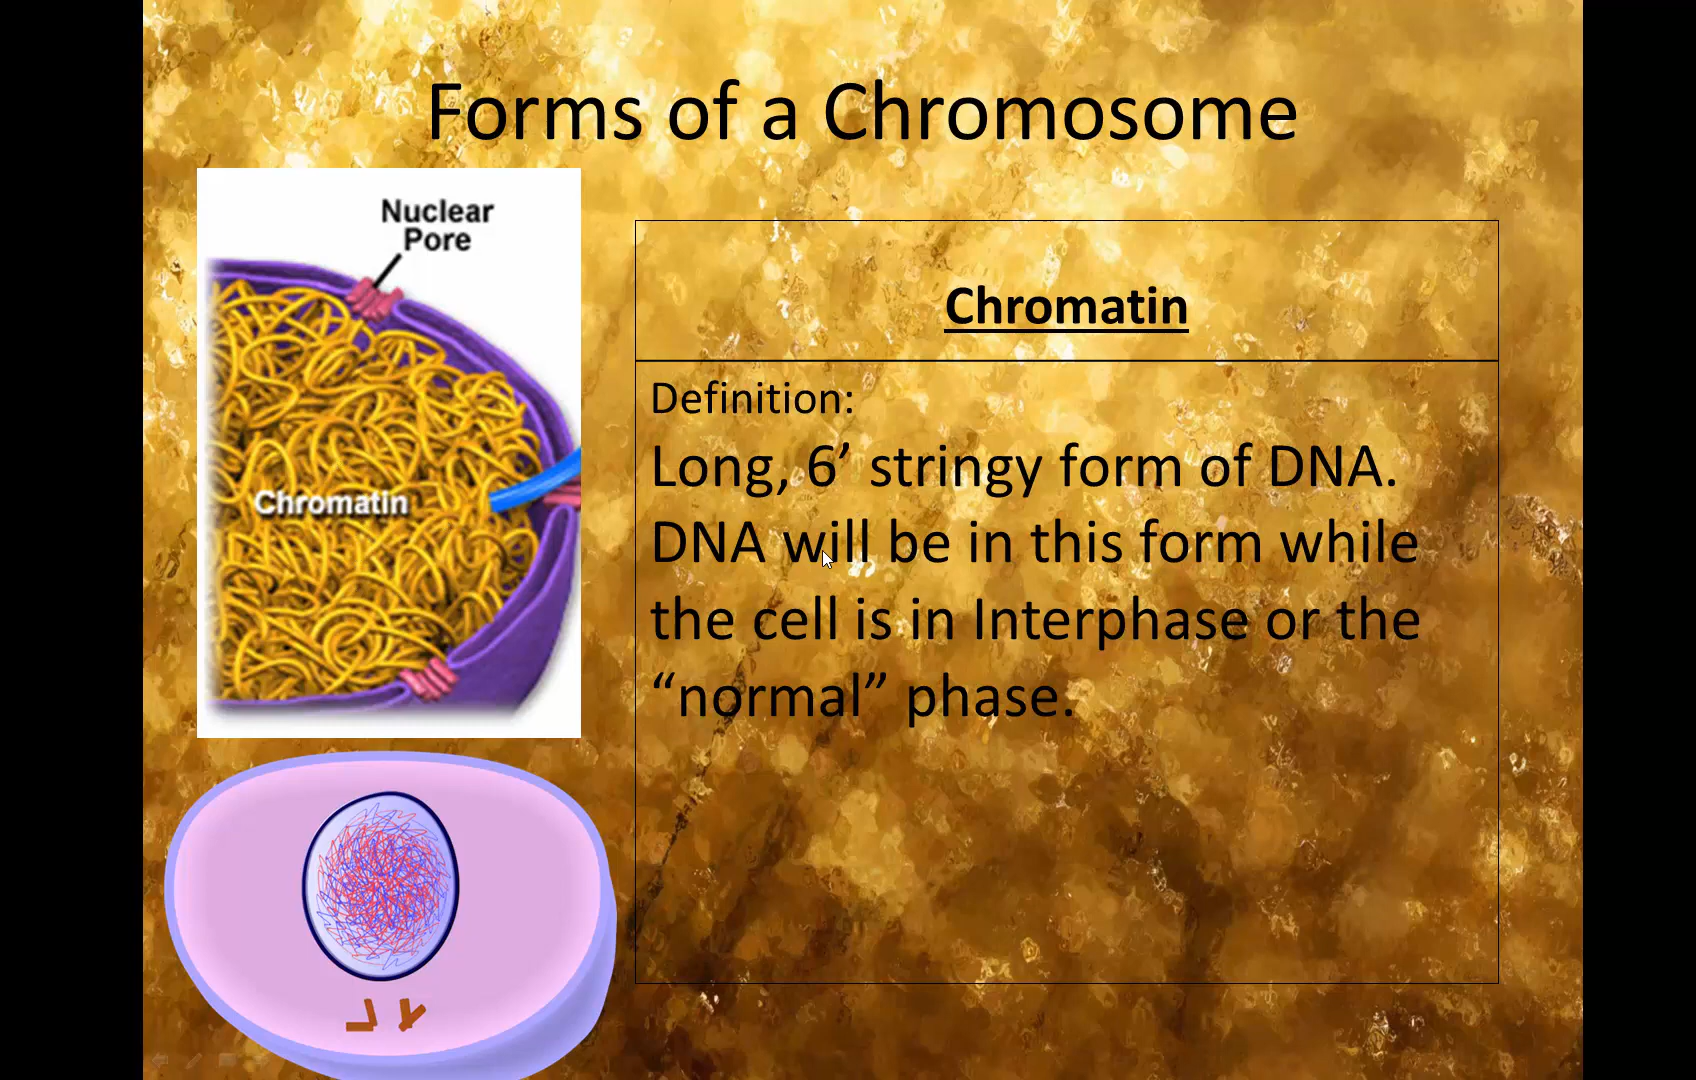 Forms of a Chromosome
Nuclear
Pore
Chromatin
Chromatin
Definition:
Long, 6’ stringy form of DNA.
DNA will be in this form while
the cell is in Interphase or the
“normal” phase.